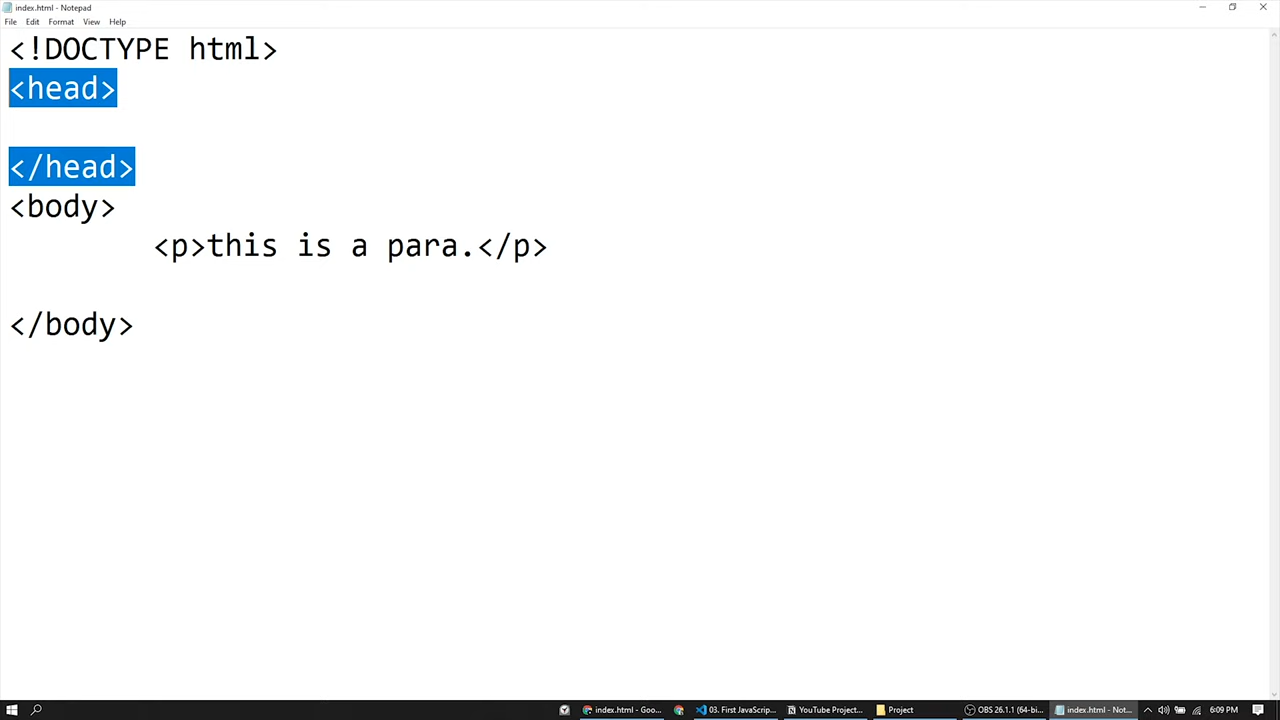 index.html - Notepad
File Edit Format View Help
<!DOCTYPE html>
<head>
</head>
<body>
<p>this is a para.</p>
</body>
index.html - Goo... 03. First JavaScrip... YouTube Project... Project OBS 26.1.1 (64-bi... index.html - Not... 6:09 PM